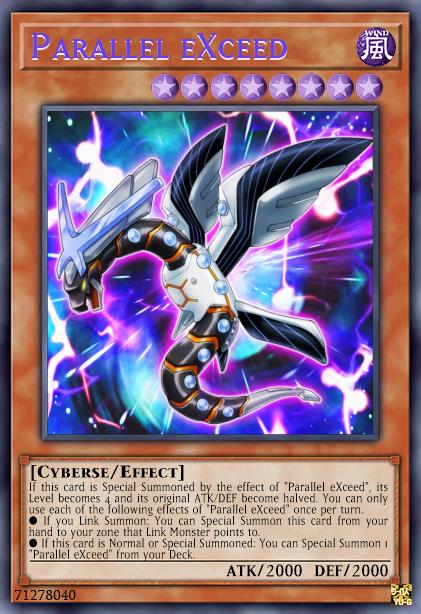 Parallel eXceed
WIND
風
[Cyberse/Effect]
If this card is Special Summoned by the effect of "Parallel eXceed", its
Level becomes 4 and its original ATK/DEF become halved. You can only
use each of the following effects of "Parallel eXceed" once per turn.
● If you Link Summon: You can Special Summon this card from your
hand to your zone that Link Monster points to.
● If this card is Normal or Special Summoned: You can Special Summon 1
"Parallel eXceed" from your Deck.
ATK/2000 DEF/2000
71278040